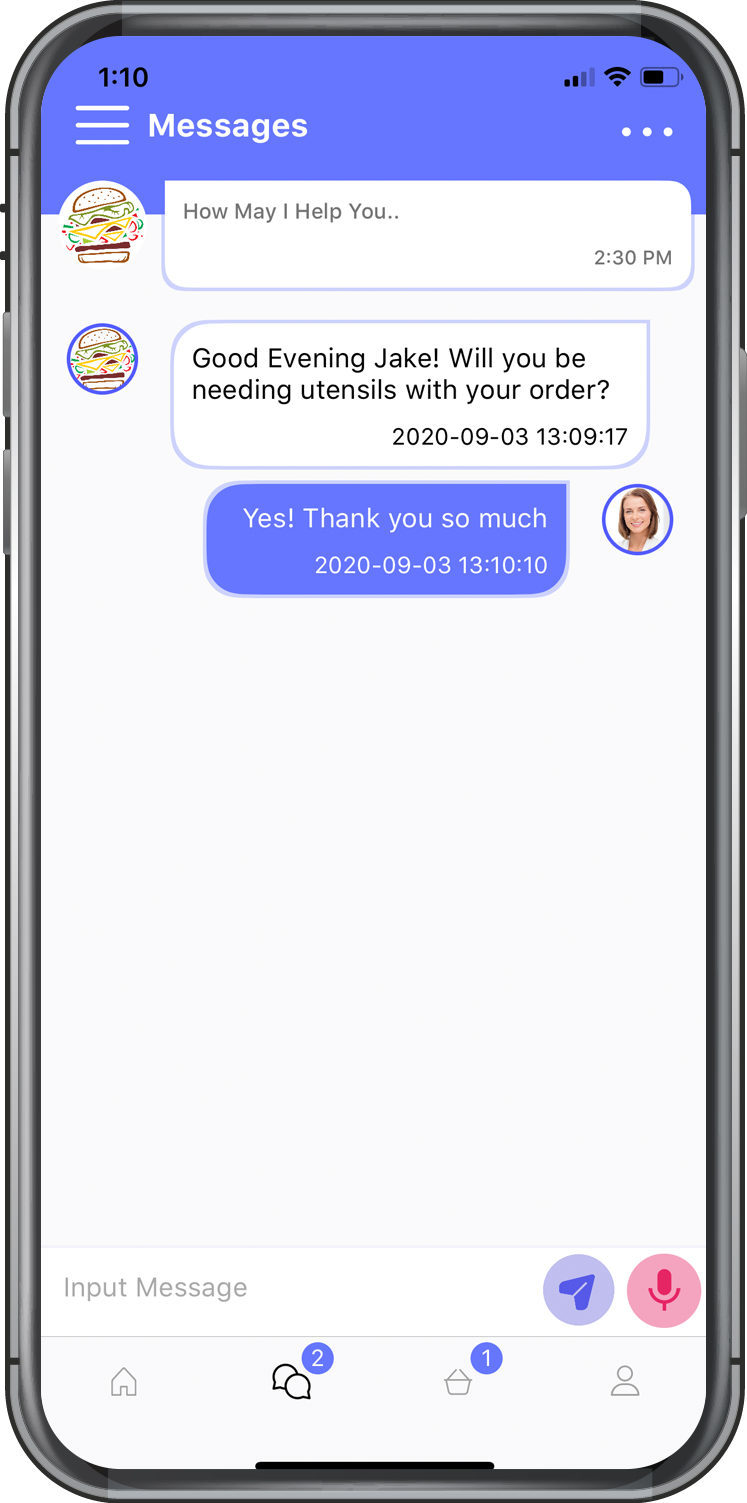 1:10
Messages
How May I Help You..
2:30 PM
Good Evening Jake! Will you be
needing utensils with your order?
2020-09-03 13:09:17
Yes! Thank you so much
2020-09-03 13:10:10
Input Message
2
1